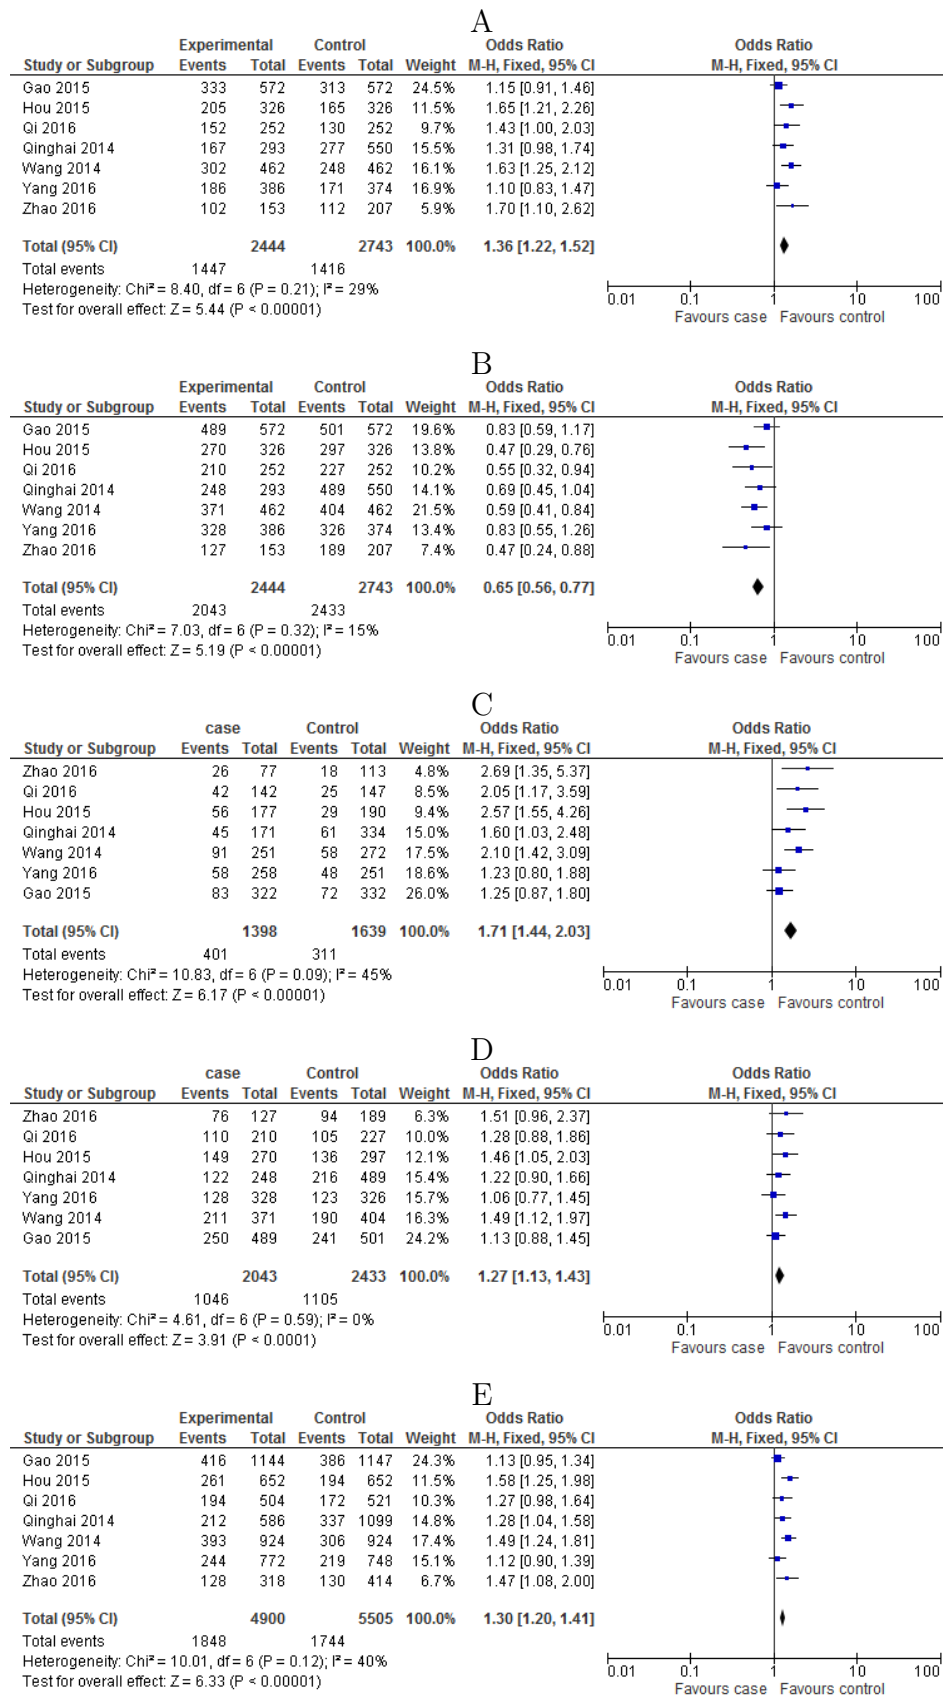 A
Experimental Control Odds Ratio Odds Ratio
Study or Subgroup Events Total Events Total Weight M-H, Fixed, 95% CI M-H, Fixed, 95% CI
Gao 2015 333 572 313 572 24.5% 1.15 [0.91, 1.46]
Hou 2015 205 326 165 326 11.5% 1.65 [1.21, 2.26]
Qi 2016 152 252 130 252 9.7% 1.43 [1.00, 2.03]
Qinghai 2014 167 293 277 550 15.5% 1.31 [0.98, 1.74]
Wang 2014 302 462 248 462 16.1% 1.63 [1.25, 2.12]
Yang 2016 186 386 171 374 16.9% 1.10 [0.83, 1.47]
Zhao 2016 102 153 112 207 5.9% 1.70 [1.10, 2.62]
Total (95% CI) 2444 2743 100.0% 1.36 [1.22, 1.52]
Total events 1447 1416
Heterogeneity: Chi² = 8.40, df = 6 (P = 0.21); I² = 29%
Test for overall effect: Z = 5.44 (P < 0.00001)
0.01 0.1 1 10 100
Favours case Favours control
B
Experimental Control Odds Ratio Odds Ratio
Study or Subgroup Events Total Events Total Weight M-H, Fixed, 95% CI M-H, Fixed, 95% CI
Gao 2015 489 572 501 572 19.6% 0.83 [0.59, 1.17]
Hou 2015 270 326 297 326 13.8% 0.47 [0.29, 0.76]
Qi 2016 210 252 227 252 10.2% 0.55 [0.32, 0.94]
Qinghai 2014 248 293 489 550 14.1% 0.69 [0.45, 1.04]
Wang 2014 371 462 404 462 21.5% 0.59 [0.41, 0.84]
Yang 2016 328 386 326 374 13.4% 0.83 [0.55, 1.26]
Zhao 2016 127 153 189 207 7.4% 0.47 [0.24, 0.88]
Total (95% CI) 2444 2743 100.0% 0.65 [0.56, 0.77]
Total events 2043 2433
Heterogeneity: Chi² = 7.03, df = 6 (P = 0.32); I² = 15%
Test for overall effect: Z = 5.19 (P < 0.00001)
0.01 0.1 1 10 100
Favours case Favours control
C
case Control Odds Ratio Odds Ratio
Study or Subgroup Events Total Events Total Weight M-H, Fixed, 95% CI M-H, Fixed, 95% CI
Zhao 2016 26 77 18 113 4.8% 2.69 [1.35, 5.37]
Qi 2016 42 142 25 147 8.5% 2.05 [1.17, 3.59]
Hou 2015 56 177 29 190 9.4% 2.57 [1.55, 4.26]
Qinghai 2014 45 171 61 334 15.0% 1.60 [1.03, 2.48]
Wang 2014 91 251 58 272 17.5% 2.10 [1.42, 3.09]
Yang 2016 58 258 48 251 18.6% 1.23 [0.80, 1.88]
Gao 2015 83 322 72 332 26.0% 1.25 [0.87, 1.80]
Total (95% CI) 1398 1639 100.0% 1.71 [1.44, 2.03]
Total events 401 311
Heterogeneity: Chi² = 10.83, df = 6 (P = 0.09); I² = 45%
Test for overall effect: Z = 6.17 (P < 0.00001)
0.01 0.1 1 10 100
Favours case Favours control
D
case Control Odds Ratio Odds Ratio
Study or Subgroup Events Total Events Total Weight M-H, Fixed, 95% CI M-H, Fixed, 95% CI
Zhao 2016 76 127 94 189 6.3% 1.51 [0.96, 2.37]
Qi 2016 110 210 105 227 10.0% 1.28 [0.88, 1.86]
Hou 2015 149 270 136 297 12.1% 1.46 [1.05, 2.03]
Qinghai 2014 122 248 216 489 15.4% 1.22 [0.90, 1.66]
Yang 2016 128 328 123 326 15.7% 1.06 [0.77, 1.45]
Wang 2014 211 371 190 404 16.3% 1.49 [1.12, 1.97]
Gao 2015 250 489 241 501 24.2% 1.13 [0.88, 1.45]
Total (95% CI) 2043 2433 100.0% 1.27 [1.13, 1.43]
Total events 1046 1105
Heterogeneity: Chi² = 4.61, df = 6 (P = 0.59); I² = 0%
Test for overall effect: Z = 3.91 (P < 0.0001)
0.01 0.1 1 10 100
Favours case Favours control
E
Experimental Control Odds Ratio Odds Ratio
Study or Subgroup Events Total Events Total Weight M-H, Fixed, 95% CI M-H, Fixed, 95% CI
Gao 2015 416 1144 386 1147 24.3% 1.13 [0.95, 1.34]
Hou 2015 261 652 194 652 11.5% 1.58 [1.25, 1.98]
Qi 2016 194 504 172 521 10.3% 1.27 [0.98, 1.64]
Qinghai 2014 212 586 337 1099 14.8% 1.28 [1.04, 1.58]
Wang 2014 393 924 306 924 17.4% 1.49 [1.24, 1.81]
Yang 2016 244 772 219 748 15.1% 1.12 [0.90, 1.39]
Zhao 2016 128 318 130 414 6.7% 1.47 [1.08, 2.00]
Total (95% CI) 4900 5505 100.0% 1.30 [1.20, 1.41]
Total events 1848 1744
Heterogeneity: Chi² = 10.01, df = 6 (P = 0.12); I² = 40%
Test for overall effect: Z = 6.33 (P < 0.00001)
0.01 0.1 1 10 100
Favours case Favours control